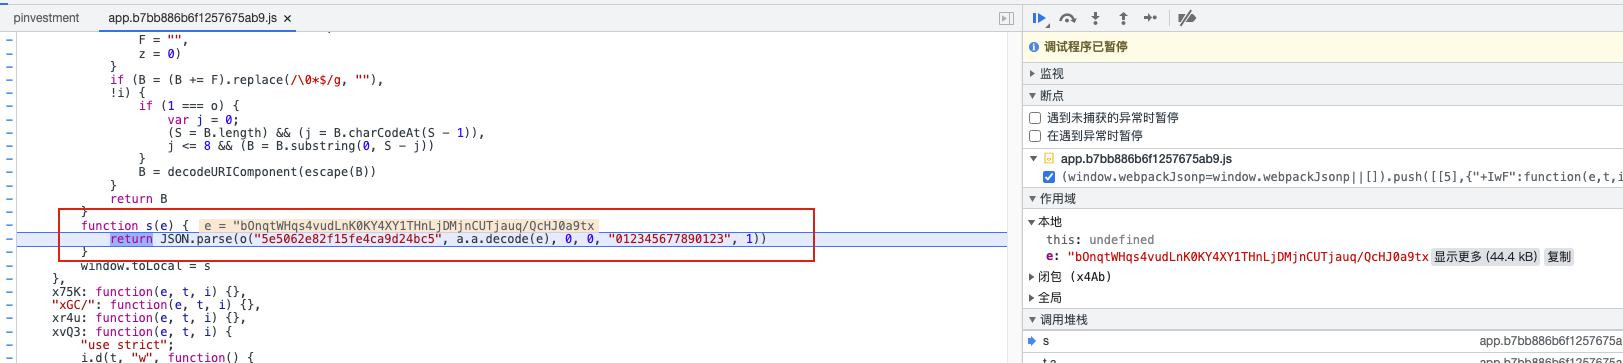 pinvestment
app.b7bb886b6f1257675ab9.js ×
F = "",
z = 0)
}
if (B = (B += F).replace(/\0*$/g, ""),
!i) {
if (1 === o) {
var j = 0;
(S = B.length) && (j = B.charCodeAt(S - 1)),
j <= 8 && (B = B.substring(0, S - j))
}
B = decodeURIComponent(escape(B))
}
return B
}
function s(e) { e = "bOnqtWHqs4vudLnK0KY4XY1THnLjDMjnCUTjauq/QcHJ0a9tx
return JSON.parse(o("5e5062e82f15fe4ca9d24bc5", a.a.decode(e), 0, 0, "012345677890123", 1))
}
window.toLocal = s
},
x75K: function(e, t, i) {},
"xGC/": function(e, t, i) {},
xr4u: function(e, t, i) {},
xvQ3: function(e, t, i) {
"use strict";
i.d(t, "w", function() {
调试程序已暂停
监视
断点
遇到未捕获的异常时暂停
在遇到异常时暂停
app.b7bb886b6f1257675ab9.js
(window.webpackJsonp=window.webpackJsonp||[]).push([[5],{"+IwF":function(e,t,i
作用域
本地
this: undefined
e: "bOnqtWHqs4vudLnK0KY4XY1THnLjDMjnCUTjauq/QcHJ0a9tx 显示更多 (44.4 kB) 复制
闭包 (x4Ab)
全局
调用堆栈
s app.b7bb886b6f1257675a